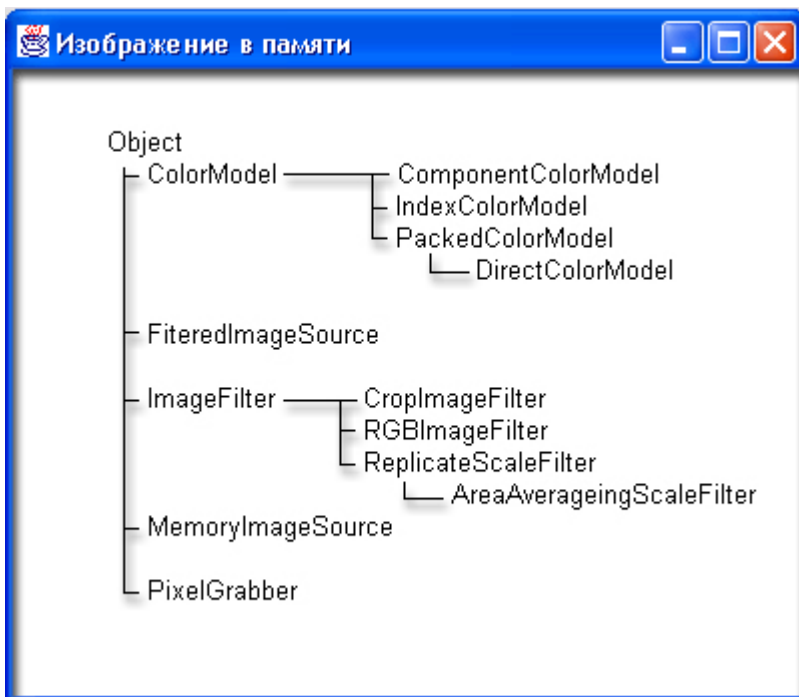 Изображение в памяти
Object
ColorModel ComponentColorModel
IndexColorModel
PackedColorModel
DirectColorModel
FiteredImageSource
ImageFilter CropImageFilter
RGBImageFilter
ReplicateScaleFilter
AreaAverageingScaleFilter
MemoryImageSource
PixelGrabber